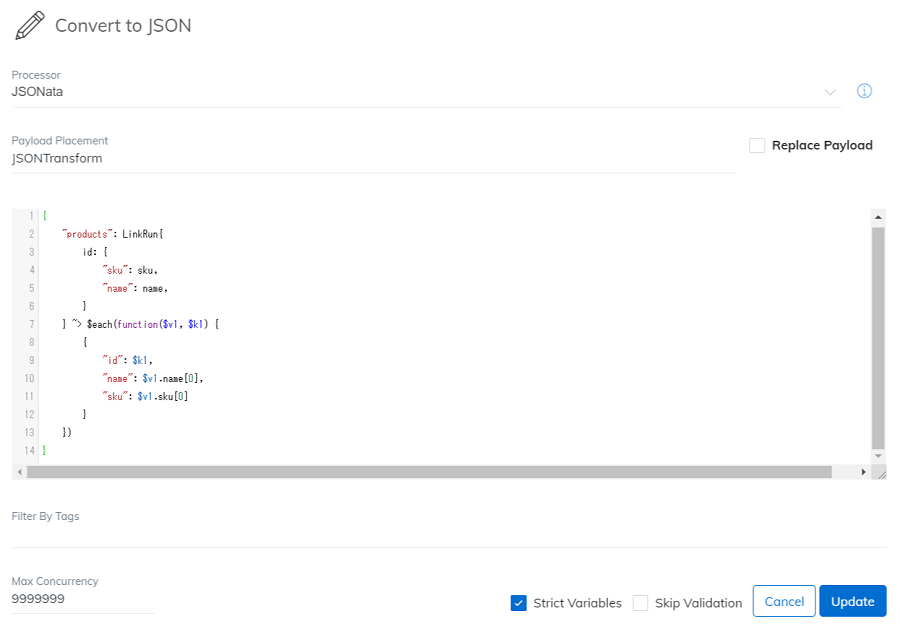 Convert to JSON
Processor
JSONata
Payload Placement
JSONTransform
Replace Payload
1 {
2 "products": LinkRun{
3 id: {
4 "sku": sku,
5 "name": name,
6 }
7 } ~> $each(function($v1, $k1) {
8 {
9 "id": $k1,
10 "name": $v1.name[0],
11 "sku": $v1.sku[0]
12 }
13 })
14 }
Filter By Tags
Max Concurrency
9999999
Strict Variables
Skip Validation
Cancel
Update